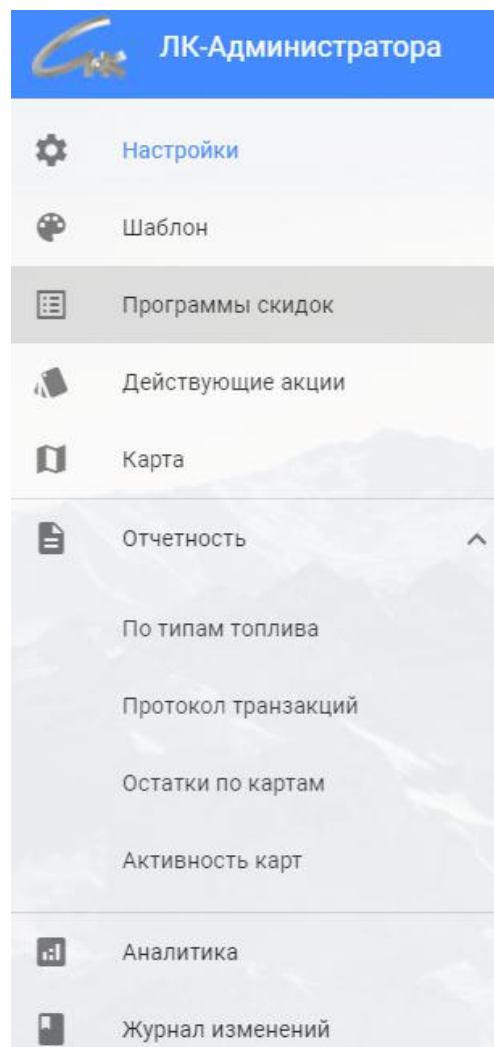 Снк ЛК-Администратора
Настройки
Шаблон
Программы скидок
Действующие акции
Карта
Отчетность
По типам топлива
Протокол транзакций
Остатки по картам
Активность карт
Аналитика
Журнал изменений